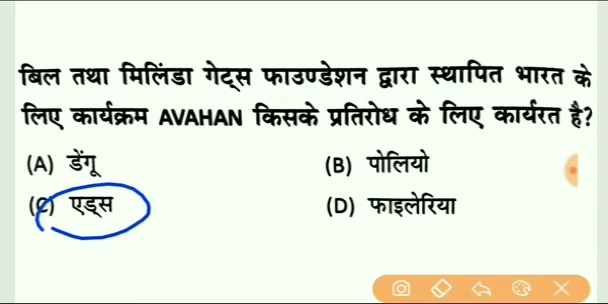 बिल तथा मिलिंडा गेट्स फाउण्डेशन द्वारा स्थापित भारत के
लिए कार्यक्रम AVAHAN किसके प्रतिरोध के लिए कार्यरत है?
(A) डेंगू
(B) पोलियो
(C) एड्स
(D) फाइलेरिया